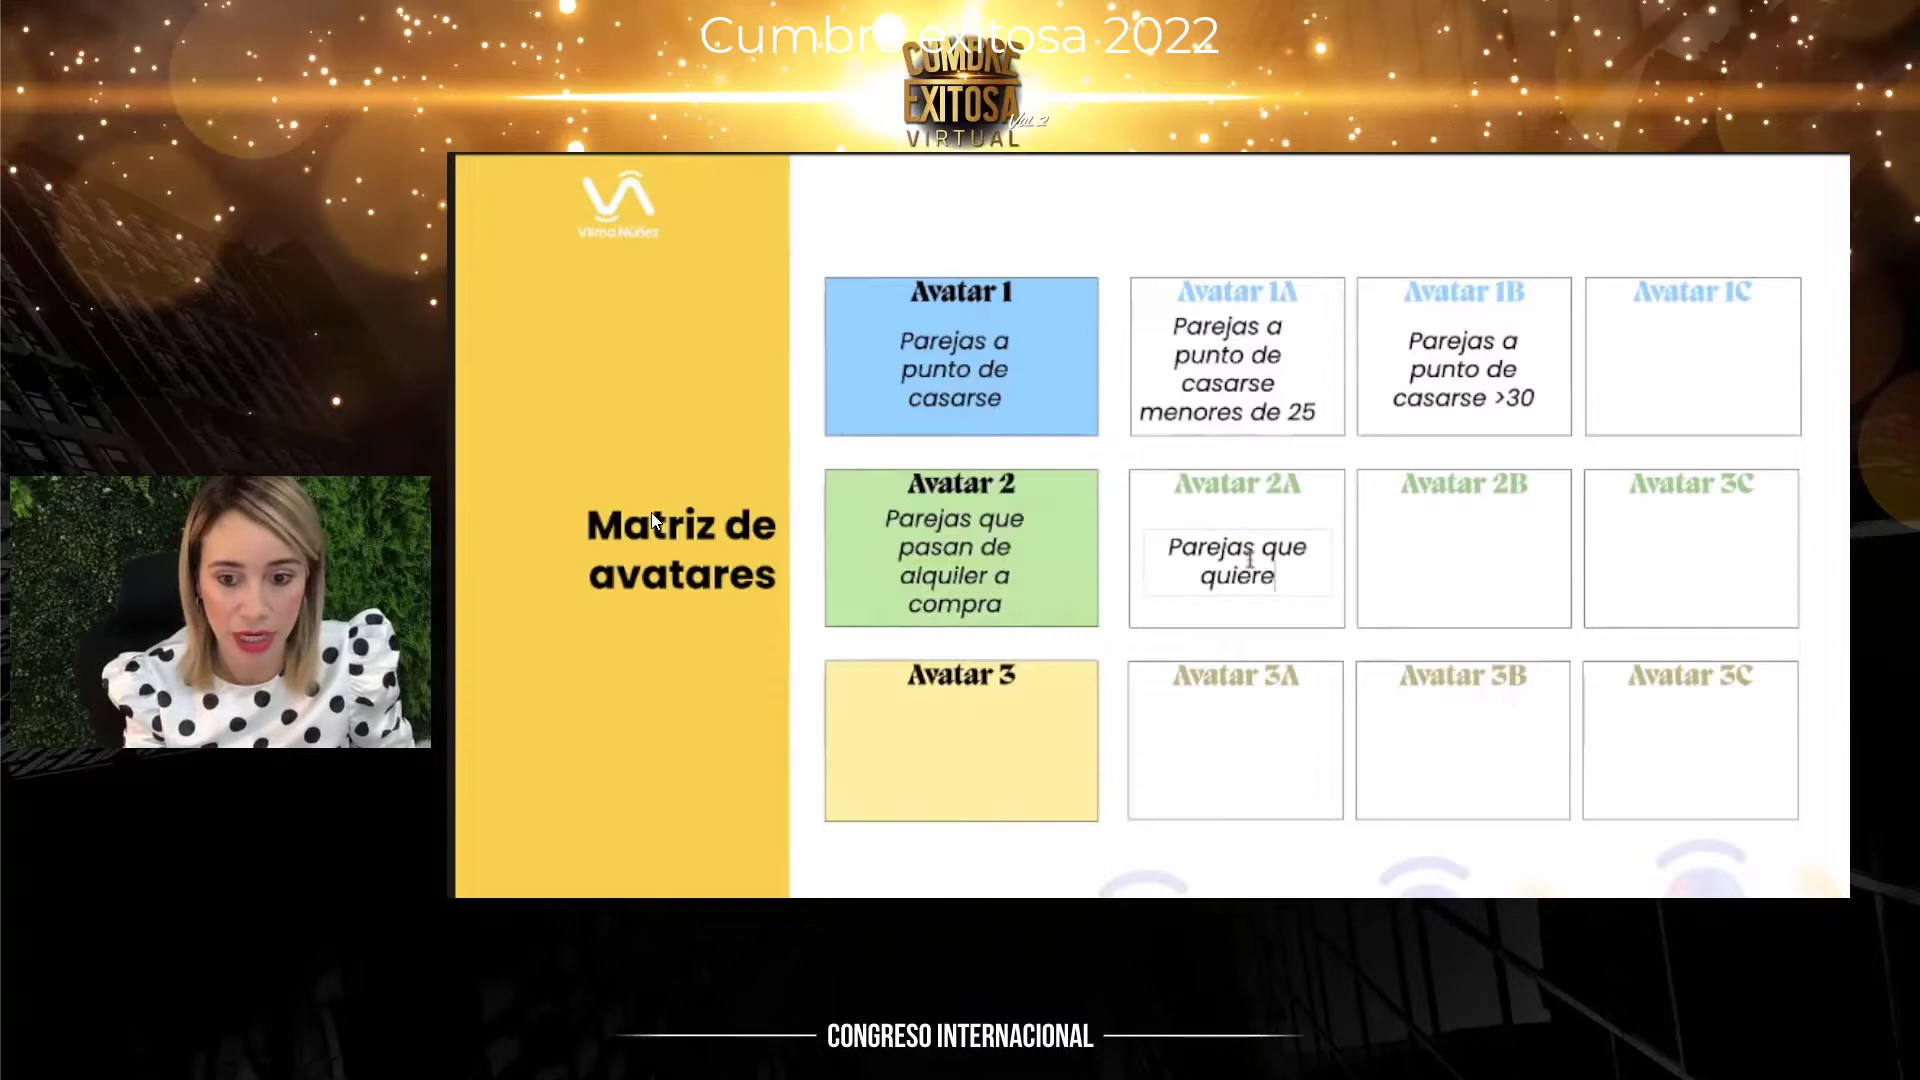 Cumbre exitosa 2022
CUMBRE
EXITOSA
Vol 2
VIRTUAL
Vilma Núñez
Matriz de
avatares
Avatar 1
Parejas a
punto de
casarse
Avatar 1A
Parejas a
punto de
casarse
menores de 25
Avatar 1B
Parejas a
punto de
casarse >30
Avatar 1C
Avatar 2
Parejas que
pasan de
alquiler a
compra
Avatar 2A
Parejas que
quiere
Avatar 2B
Avatar 3C
Avatar 3
Avatar 3A
Avatar 3B
Avatar 3C
CONGRESO INTERNACIONAL